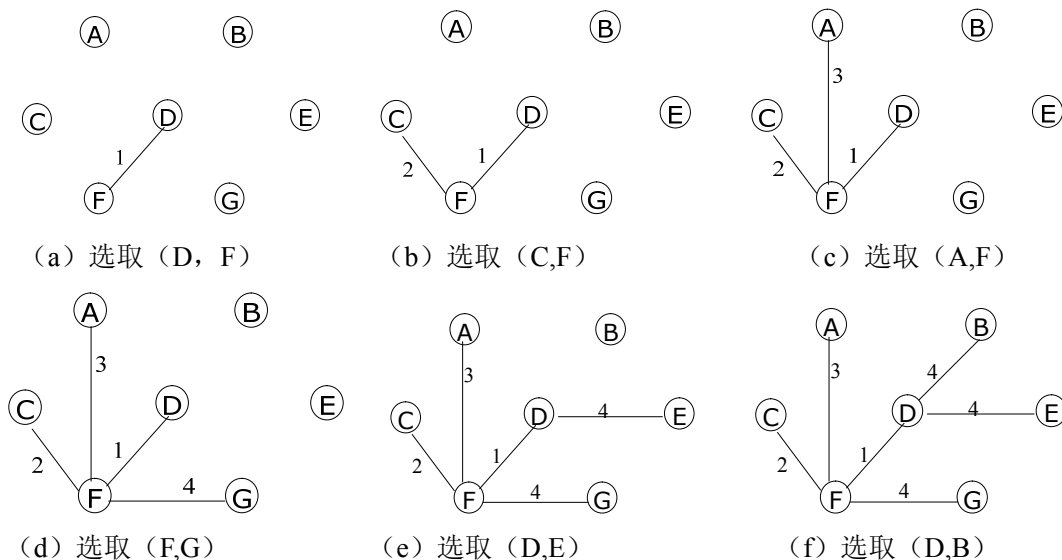 A B A B A B
3
C D E C D E C D E
1 2 1 2 1
F G F G F G
(a)选取(D,F) (b)选取(C,F) (c)选取(A,F)
A B A B A B
3 3 3 4
C D E C D 4 E C D 4 E
2 1 2 1 2 1
F 4 G F 4 G F 4 G
(d)选取(F,G) (e)选取(D,E) (f)选取(D,B)